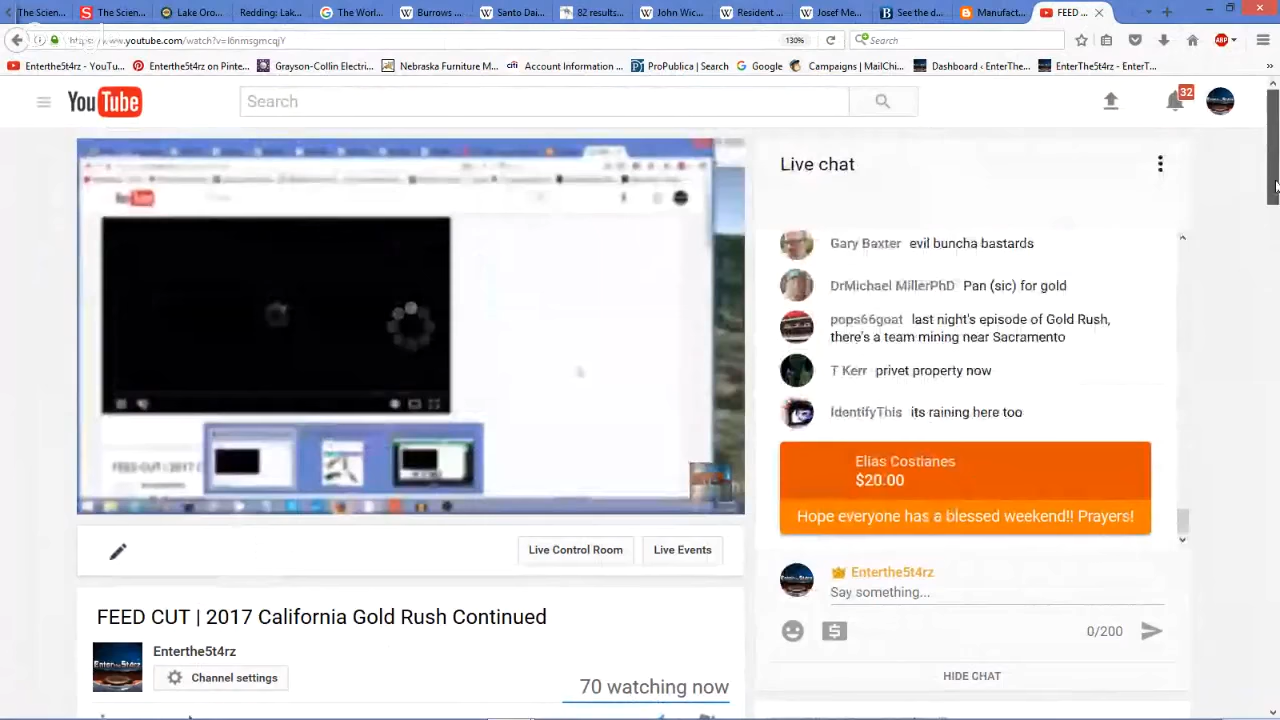 The Scien...
The Scien...
Lake Oro...
Redding: Lak...
The Worl...
Burrows ...
Santo Dai...
82 results...
John Wic...
Resident...
Josef Me...
See the d...
Manufact...
FEED ...
www.youtube.com/watch?v=l6nmsgmcqjY
130%
Search
Enterthe5t4rz - YouTu...
Enterthe5t4rz on Pinte...
Grayson-Collin Electri...
Nebraska Furniture M...
Account Information ...
ProPublica | Search
Google
Campaigns | MailChi...
Dashboard ‹ EnterThe...
EnterThe5t4rz - EnterT...
YouTube
Search
32
Live chat
Gary Baxter evil buncha bastards
DrMichael MillerPhD Pan (sic) for gold
pops66goat last night's episode of Gold Rush,
there's a team mining near Sacramento
T Kerr privet property now
IdentifyThis its raining here too
Elias Costianes
$20.00
Hope everyone has a blessed weekend!! Prayers!
Enterthe5t4rz
Say something...
0/200
HIDE CHAT
Live Control Room
Live Events
FEED CUT | 2017 California Gold Rush Continued
Enterthe5t4rz
Channel settings
70 watching now